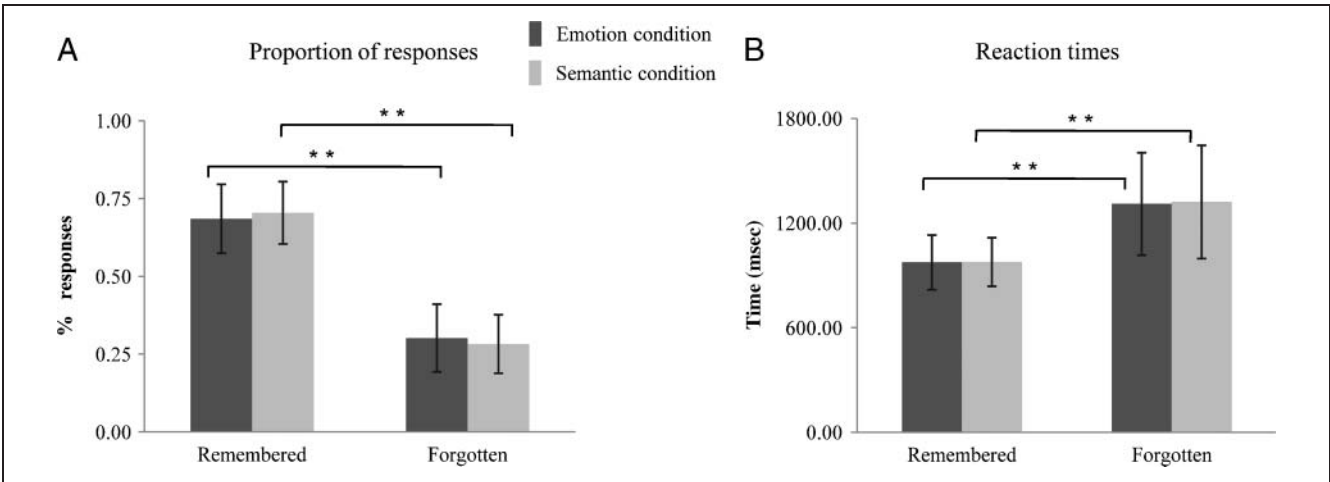 A
Proportion of responses
Emotion condition
Semantic condition
B
Reaction times
% responses
1.00
0.75
0.50
0.25
0.00
* *
* *
Remembered
Forgotten
Time (msec)
1800.00
1200.00
600.00
0.00
* *
* *
Remembered
Forgotten